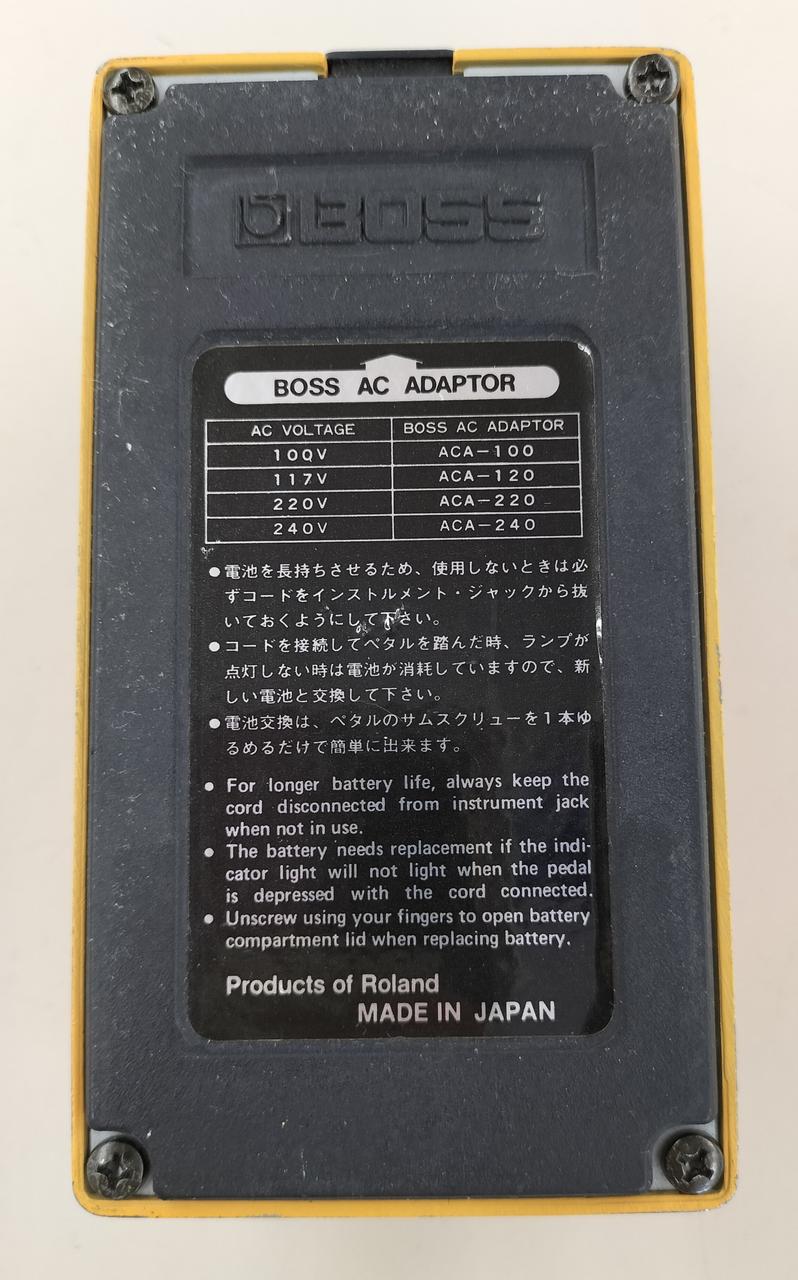 BOSS
BOSS AC ADAPTOR
AC VOLTAGE BOSS AC ADAPTOR
100V ACA-100
117V ACA-120
220V ACA-220
240V ACA-240
●電池を長持ちさせるため、使用しないときは必
ずコードをインストルメント・ジャックから抜
いておくようにして下さい。
●コードを接続してペタルを踏んだ時、ランプが
点灯しない時は電池が消耗していますので、新
しい電池と交換して下さい。
●電池交換は、ペタルのサムスクリューを1本ゆ
るめるだけで簡単に出来ます。
● For longer battery life, always keep the
cord disconnected from instrument jack
when not in use.
● The battery needs replacement if the indi-
cator light will not light when the pedal
is depressed with the cord connected.
● Unscrew using your fingers to open battery
compartment lid when replacing battery.
Products of Roland
MADE IN JAPAN